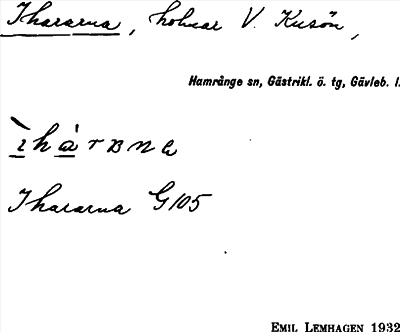 Ihararna, holmar V. Kusön,
Hamrånge sn, Gästrikl. ö. tg, Gävleb. l.
Ihararna G105
EMIL LEMHAGEN 1932